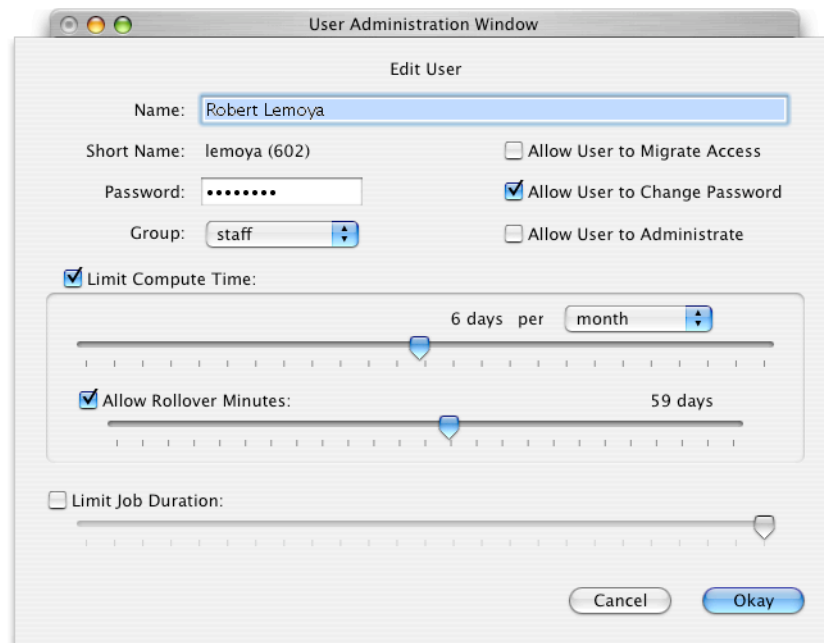 User Administration Window
Edit User
Name: Robert Lemoya
Short Name: lemoya (602)
Allow User to Migrate Access
Password: ••••••••
Allow User to Change Password
Group: staff
Allow User to Administrate
Limit Compute Time:
6 days per month
Allow Rollover Minutes: 59 days
Limit Job Duration:
Cancel Okay